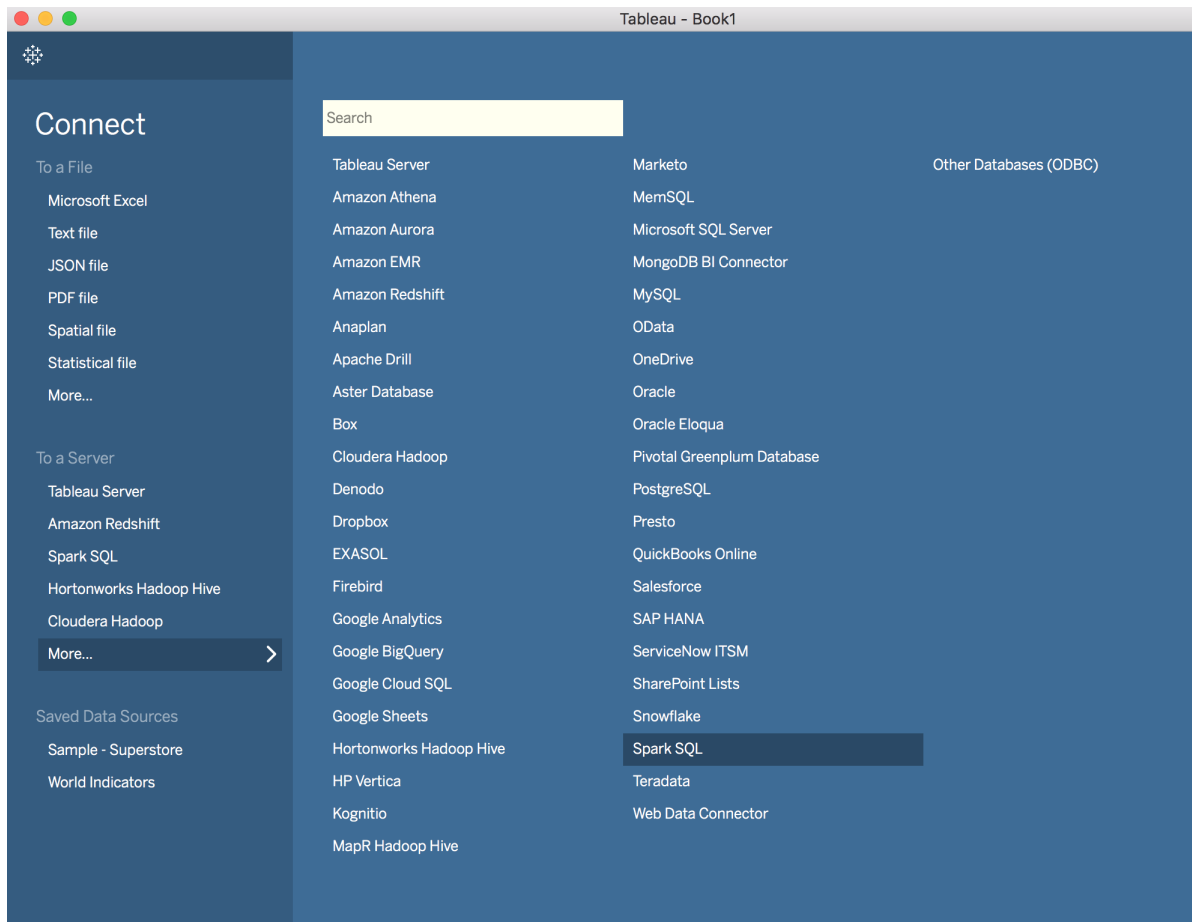 Tableau - Book1
Connect
To a File
Microsoft Excel
Text file
JSON file
PDF file
Spatial file
Statistical file
More...
To a Server
Tableau Server
Amazon Redshift
Spark SQL
Hortonworks Hadoop Hive
Cloudera Hadoop
More...
Saved Data Sources
Sample - Superstore
World Indicators
Search
Tableau Server
Amazon Athena
Amazon Aurora
Amazon EMR
Amazon Redshift
Anaplan
Apache Drill
Aster Database
Box
Cloudera Hadoop
Denodo
Dropbox
EXASOL
Firebird
Google Analytics
Google BigQuery
Google Cloud SQL
Google Sheets
Hortonworks Hadoop Hive
HP Vertica
Kognitio
MapR Hadoop Hive
Marketo
MemSQL
Microsoft SQL Server
MongoDB BI Connector
MySQL
OData
OneDrive
Oracle
Oracle Eloqua
Pivotal Greenplum Database
PostgreSQL
Presto
QuickBooks Online
Salesforce
SAP HANA
ServiceNow ITSM
SharePoint Lists
Snowflake
Spark SQL
Teradata
Web Data Connector
Other Databases (ODBC)